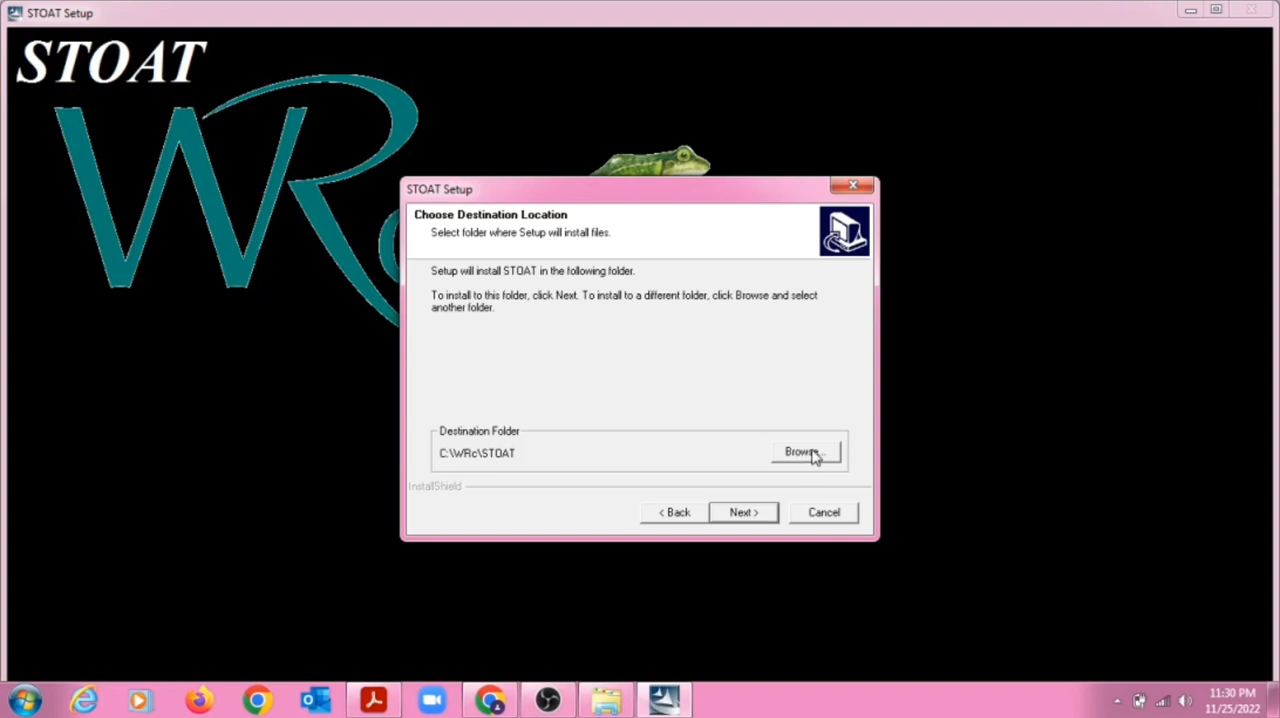 STOAT Setup
STOAT
WRc
STOAT Setup
Choose Destination Location
Select folder where Setup will install files.
Setup will install STOAT in the following folder.
To install to this folder, click Next. To install to a different folder, click Browse and select
another folder.
Destination Folder
C:\WRc\STOAT
Browse...
InstallShield
< Back
Next >
Cancel
11:30 PM
11/25/2022